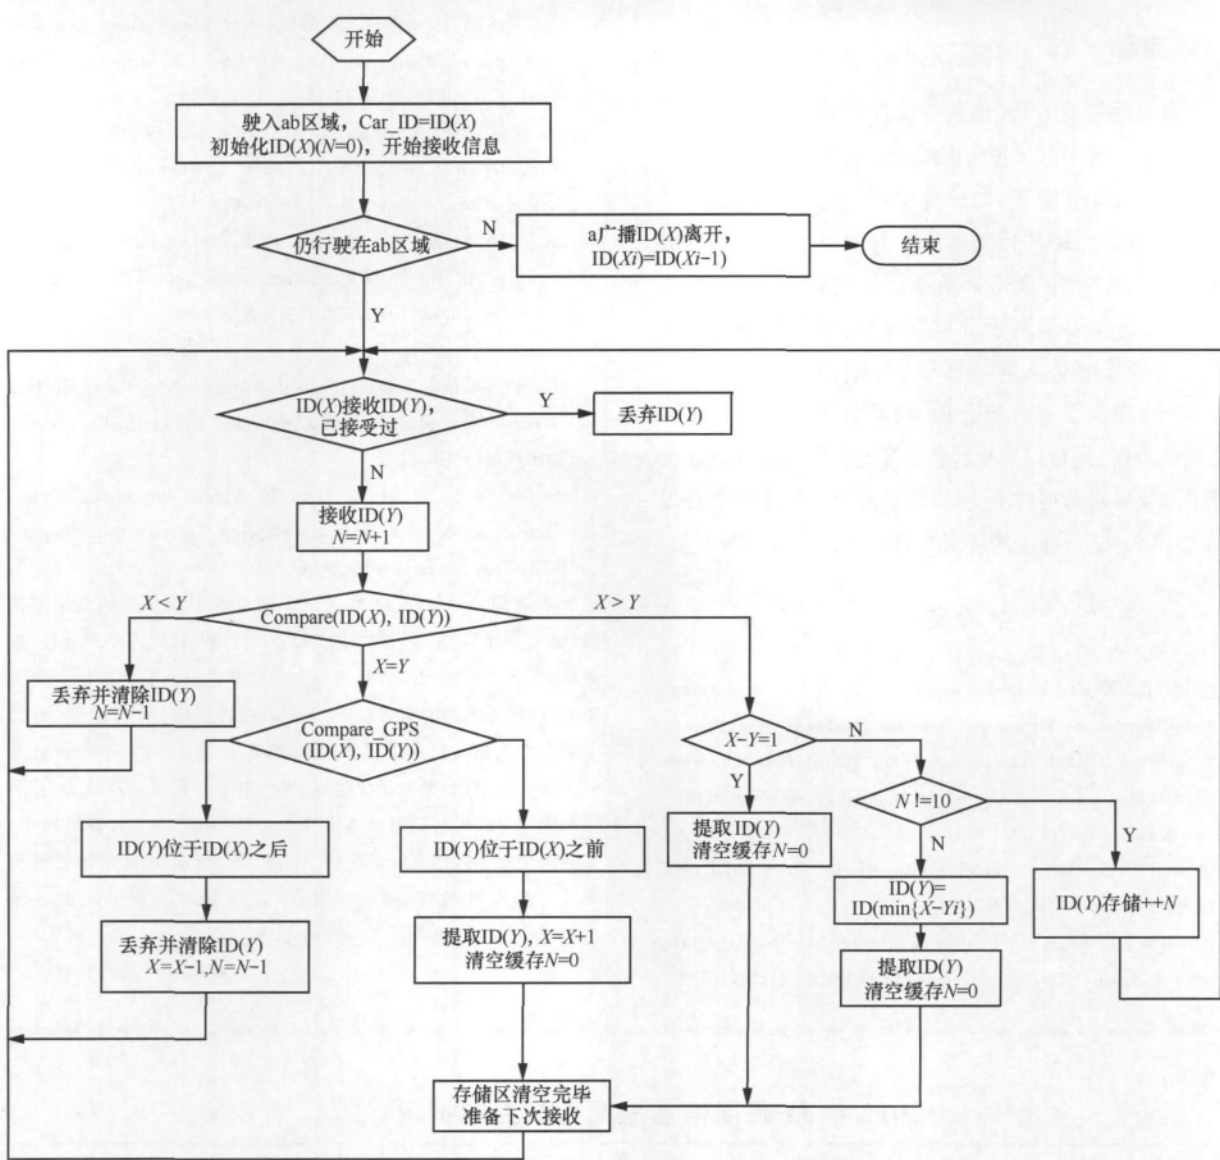 开始
驶入ab区域，Car_ID=ID(X)
初始化ID(X)(N=0)，开始接收信息
仍行驶在ab区域
N
a广播ID(X)离开，
ID(Xi)=ID(Xi-1)
结束
Y
ID(X)接收ID(Y)，
已接受过
Y
丢弃ID(Y)
N
接收ID(Y)
N=N+1
X<Y
Compare(ID(X), ID(Y))
X>Y
X=Y
丢弃并清除ID(Y)
N=N-1
Compare_GPS
(ID(X), ID(Y))
X-Y=1
N
Y
N !=10
ID(Y)位于ID(X)之后
ID(Y)位于ID(X)之前
提取ID(Y)
清空缓存N=0
N
Y
ID(Y)=
ID(min{X-Yi})
ID(Y)存储++N
丢弃并清除ID(Y)
X=X-1,N=N-1
提取ID(Y), X=X+1
清空缓存N=0
提取ID(Y)
清空缓存N=0
存储区清空完毕
准备下次接收